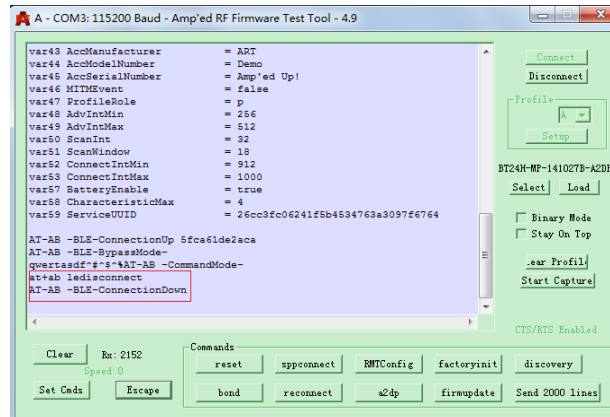 A - COM3: 115200 Baud - Amp'ed RF Firmware Test Tool - 4.9
var43 AccManufacturer = ART
var44 AccModelNumber = Demo
var45 AccSerialNumber = Amp'ed Up!
var46 MITMEvent = false
var47 ProfileRole = p
var48 AdvIntMin = 256
var49 AdvIntMax = 512
var50 ScanInt = 32
var51 ScanWindow = 18
var52 ConnectIntMin = 912
var53 ConnectIntMax = 1000
var57 BatteryEnable = true
var58 CharacteristicMax = 4
var59 ServiceUUID = 26cc3fc06241f5b4534763a3097f6764
AT-AB -BLE-ConnectionUp 5fca61de2aca
AT-AB -BLE-BypassMode-
qwertasdf^#^$^%AT-AB -CommandMode-
at+ab ledisconnect
AT-AB -BLE-ConnectionDown
Connect
Disconnect
Profile
A
Setup
BT24H-MP-141027B-A2DP
Select Load
Binary Mode
Stay On Top
.ear Profil
Start Capture
CTS/RTS Enabled
Clear Rx: 2152
Speed:0
Set Cmds Escape
Commands
reset sppconnect RMTConfig factoryinit discovery
bond reconnect a2dp firmupdate Send 2000 lines